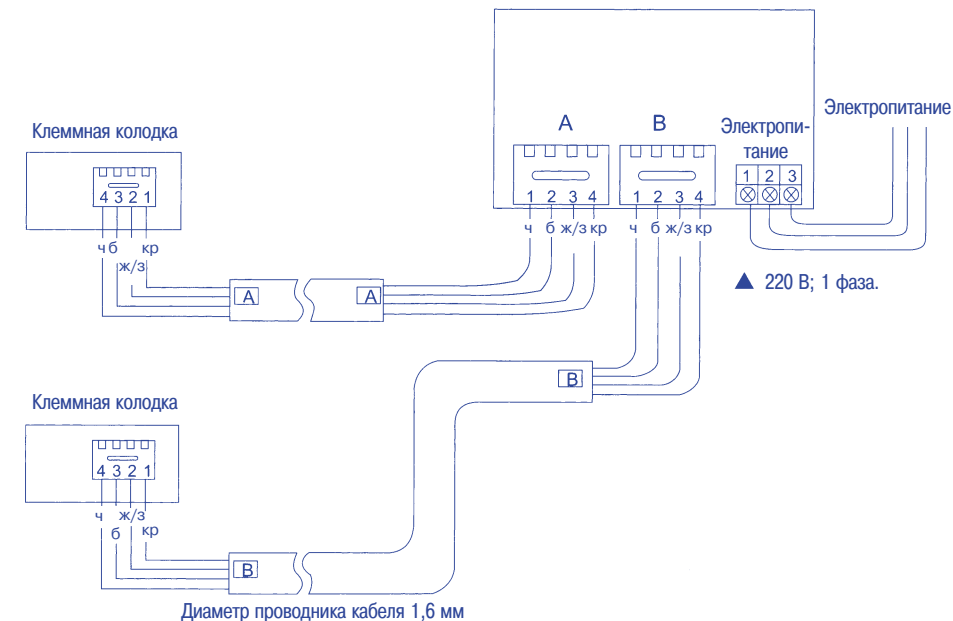 Электропитание
A
B
Электропи-
тание
Клеммная колодка
1 2 3
4 3 2 1
1 2 3 4
1 2 3 4
ч б ж/з кр
ч б ж/з кр
ч б кр
ж/з
220 В; 1 фаза.
A
A
B
Клеммная колодка
4 3 2 1
ч ж/з
б кр
B
Диаметр проводника кабеля 1,6 мм